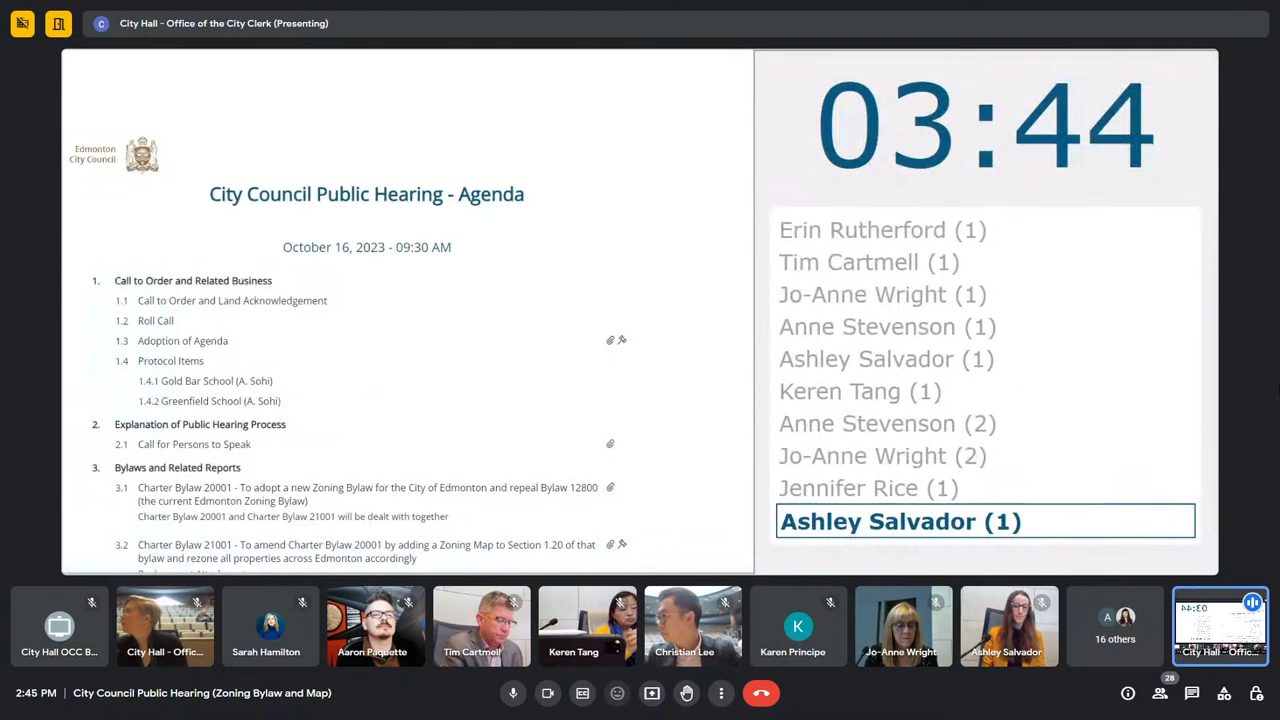 City Hall - Office of the City Clerk (Presenting)
C
Edmonton
City Council
City Council Public Hearing - Agenda
October 16, 2023 - 09:30 AM
1. Call to Order and Related Business
1.1 Call to Order and Land Acknowledgement
1.2 Roll Call
1.3 Adoption of Agenda
1.4 Protocol Items
1.4.1 Gold Bar School (A. Sohi)
1.4.2 Greenfield School (A. Sohi)
2. Explanation of Public Hearing Process
2.1 Call for Persons to Speak
3. Bylaws and Related Reports
3.1 Charter Bylaw 20001 - To adopt a new Zoning Bylaw for the City of Edmonton and repeal Bylaw 12800
(the current Edmonton Zoning Bylaw)
Charter Bylaw 20001 and Charter Bylaw 21001 will be dealt with together
3.2 Charter Bylaw 21001 - To amend Charter Bylaw 20001 by adding a Zoning Map to Section 1.20 of that
bylaw and rezone all properties across Edmonton accordingly
03:44
Erin Rutherford (1)
Tim Cartmell (1)
Jo-Anne Wright (1)
Anne Stevenson (1)
Ashley Salvador (1)
Keren Tang (1)
Anne Stevenson (2)
Jo-Anne Wright (2)
Jennifer Rice (1)
Ashley Salvador (1)
City Hall OCC B...
City Hall - Offic...
Sarah Hamilton
Aaron Paquette
Tim Cartmell
Keren Tang
Christian Lee
K
Karen Principe
Jo-Anne Wright
Ashley Salvador
A
16 others
03:44
City Hall - Offic...
2:45 PM | City Council Public Hearing (Zoning Bylaw and Map)
28